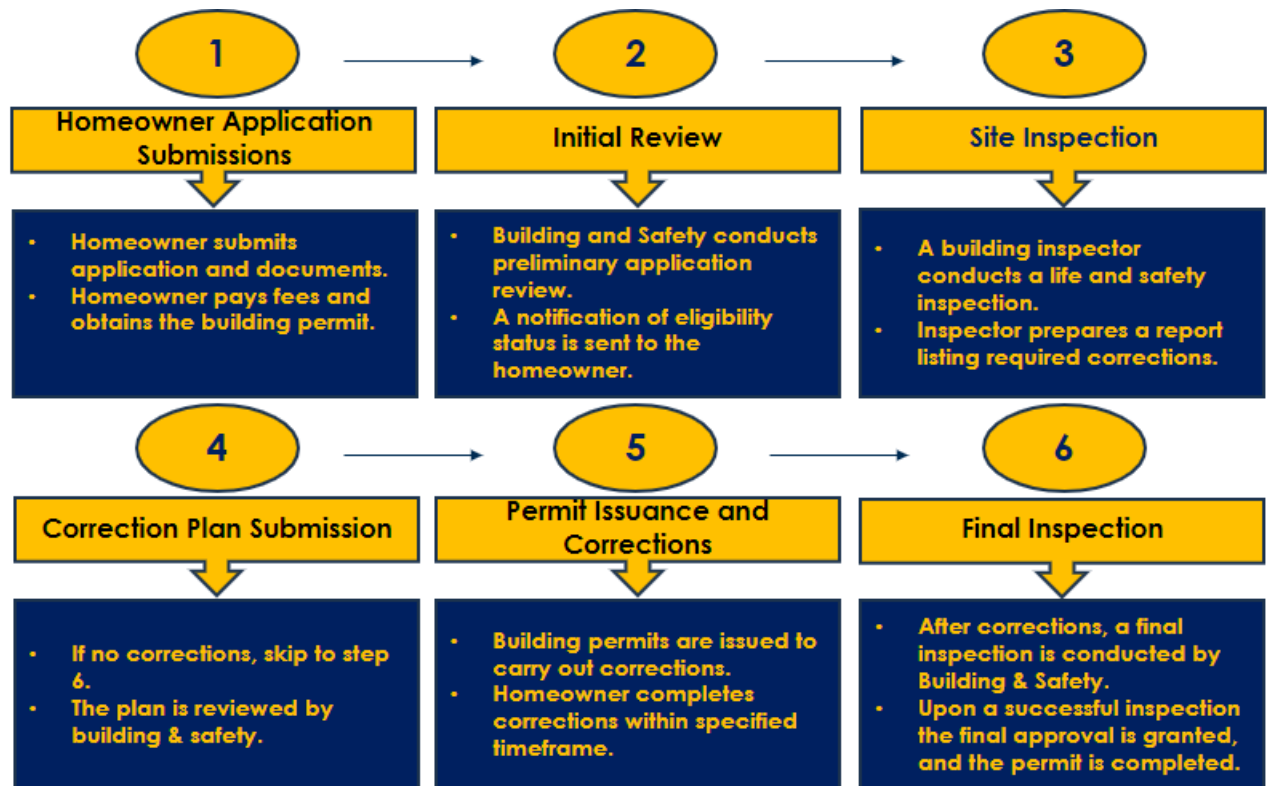 1
2
3
Homeowner Application
Submissions
Initial Review
Site Inspection
• Homeowner submits
application and documents.
• Homeowner pays fees and
obtains the building permit.
• Building and Safety conducts
preliminary application
review.
• A notification of eligibility
status is sent to the
homeowner.
• A building inspector
conducts a life and safety
inspection.
• Inspector prepares a report
listing required corrections.
4
5
6
Correction Plan Submission
Permit Issuance and
Corrections
Final Inspection
• If no corrections, skip to step
6.
• The plan is reviewed by
building & safety.
• Building permits are issued to
carry out corrections.
• Homeowner completes
corrections within specified
timeframe.
• After corrections, a final
inspection is conducted by
Building & Safety.
• Upon a successful inspection
the final approval is granted,
and the permit is completed.